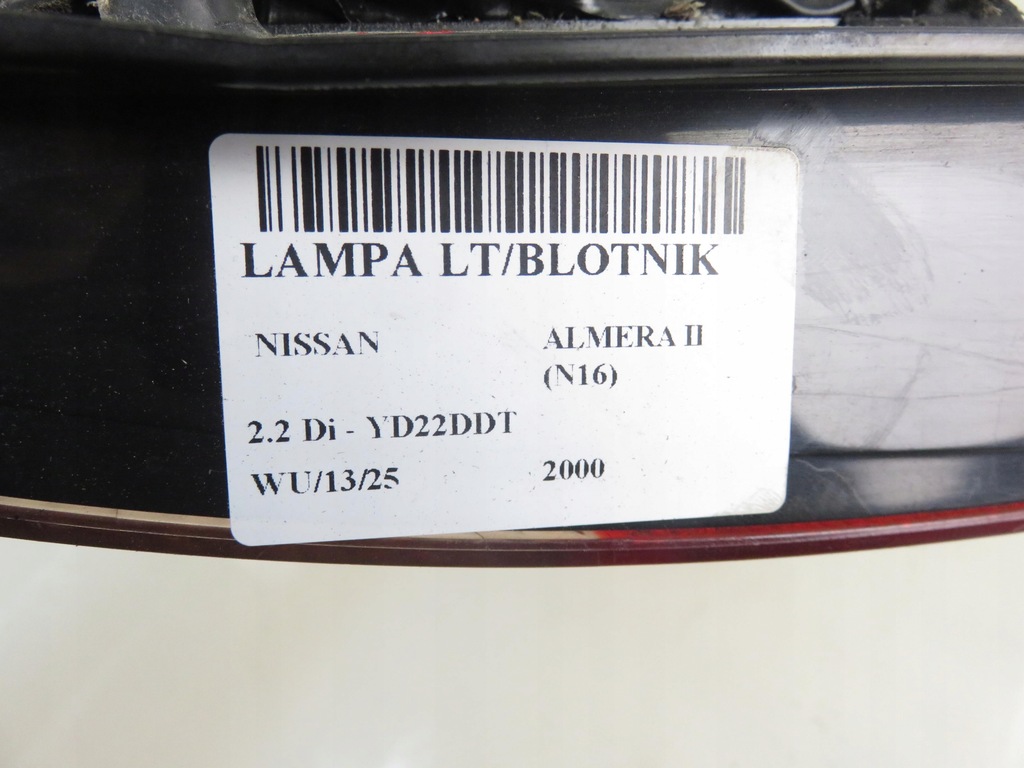 LAMPA LT/BLOTNIK
NISSAN ALMERA II
(N16)
2.2 Di - YD22DDT
WU/13/25 2000